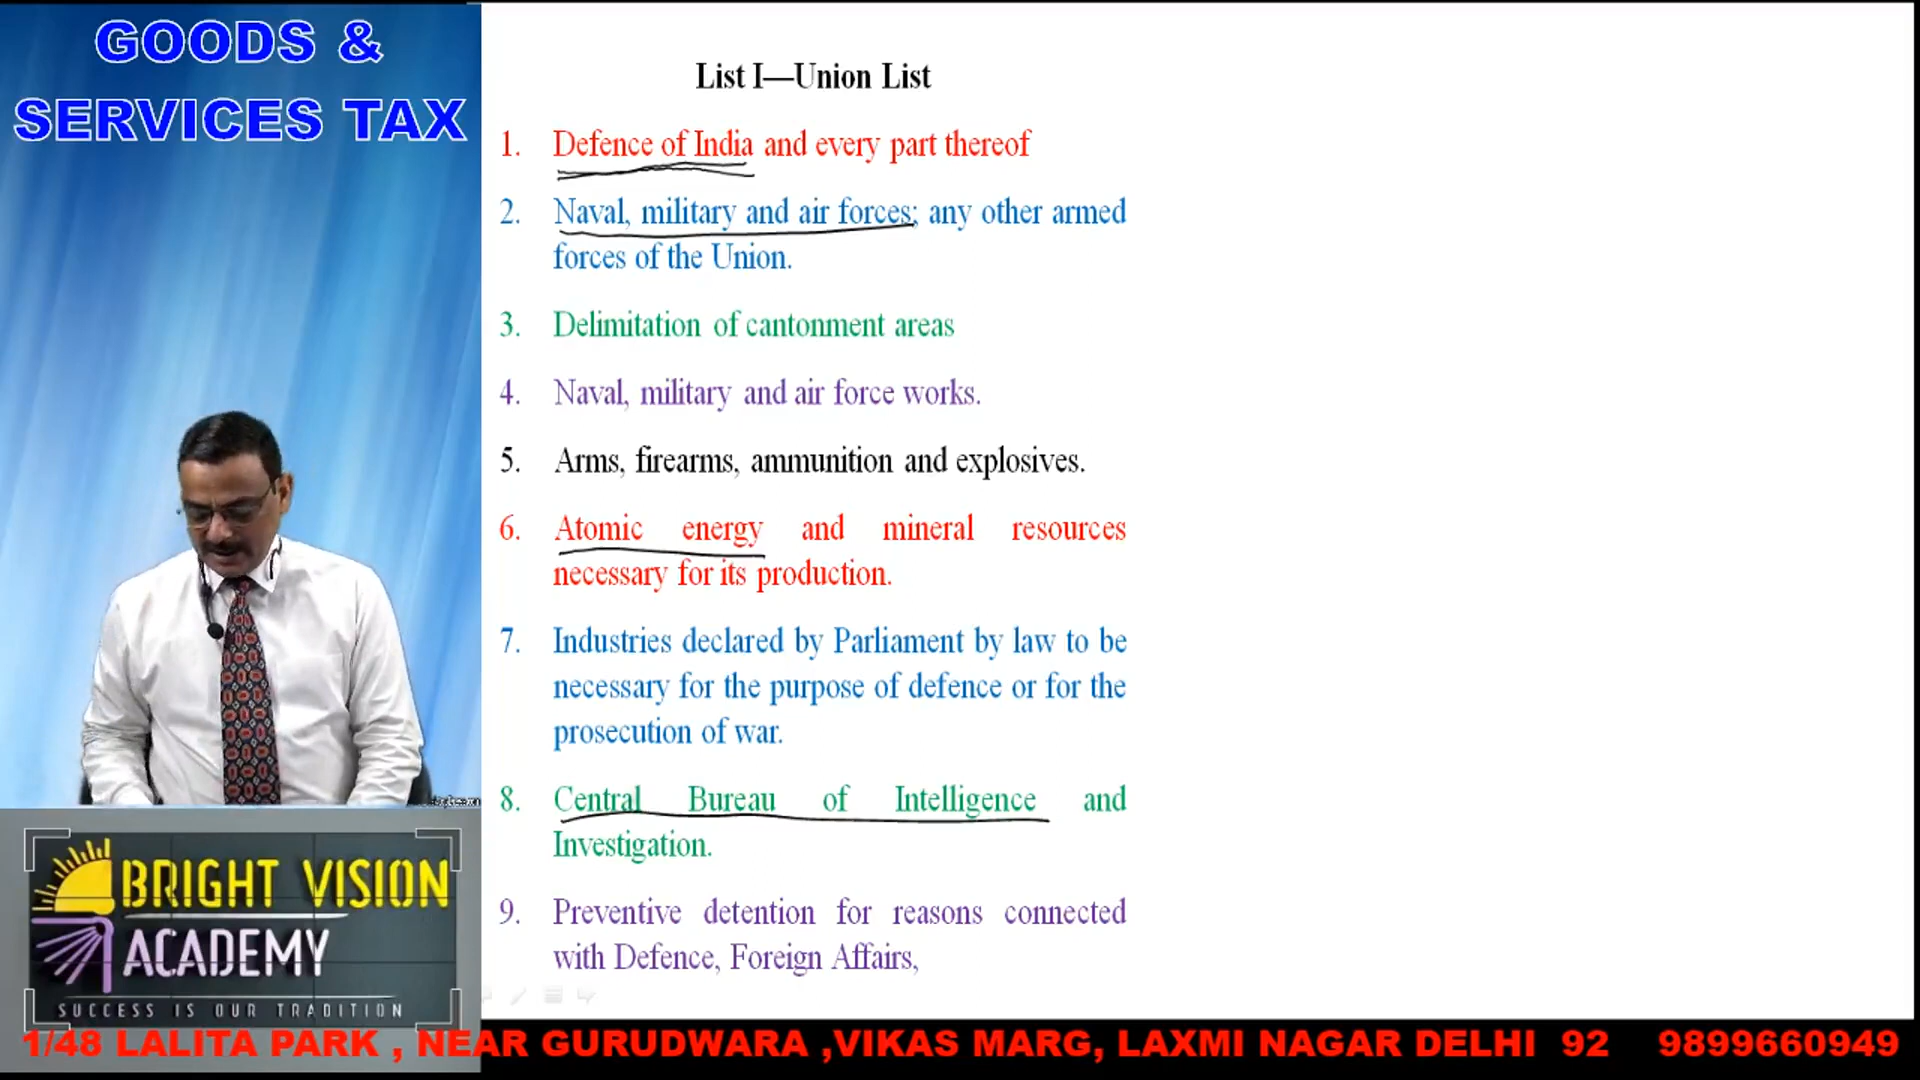 GOODS &
SERVICES TAX
List I—Union List
1. Defence of India and every part thereof
2. Naval, military and air forces; any other armed
forces of the Union.
3. Delimitation of cantonment areas
4. Naval, military and air force works.
5. Arms, firearms, ammunition and explosives.
6. Atomic energy and mineral resources
necessary for its production.
7. Industries declared by Parliament by law to be
necessary for the purpose of defence or for the
prosecution of war.
8. Central Bureau of Intelligence and
Investigation.
9. Preventive detention for reasons connected
with Defence, Foreign Affairs,
BRIGHT VISION
ACADEMY
SUCCESS IS OUR TRADITION
1/48 LALITA PARK , NEAR GURUDWARA ,VIKAS MARG, LAXMI NAGAR DELHI 92 9899660949